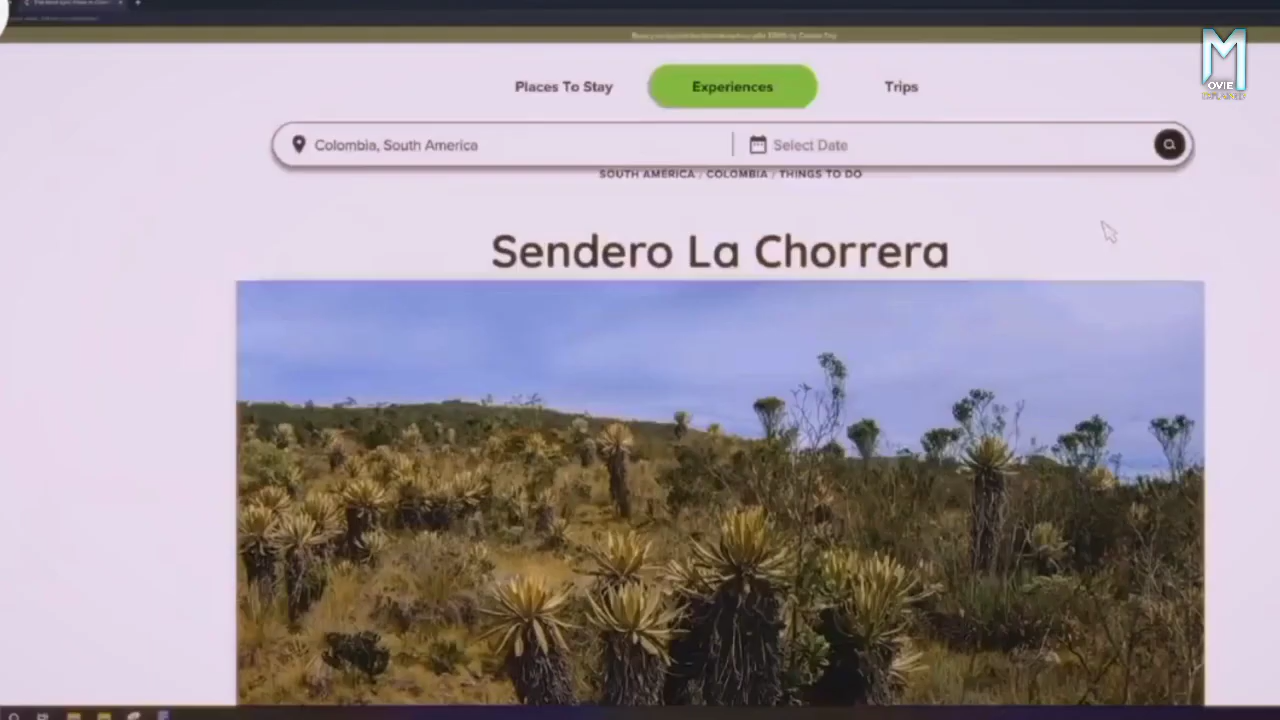 Places To Stay
Experiences
Trips
Colombia, South America
Select Date
SOUTH AMERICA / COLOMBIA / THINGS TO DO
Sendero La Chorrera
M
OVIE